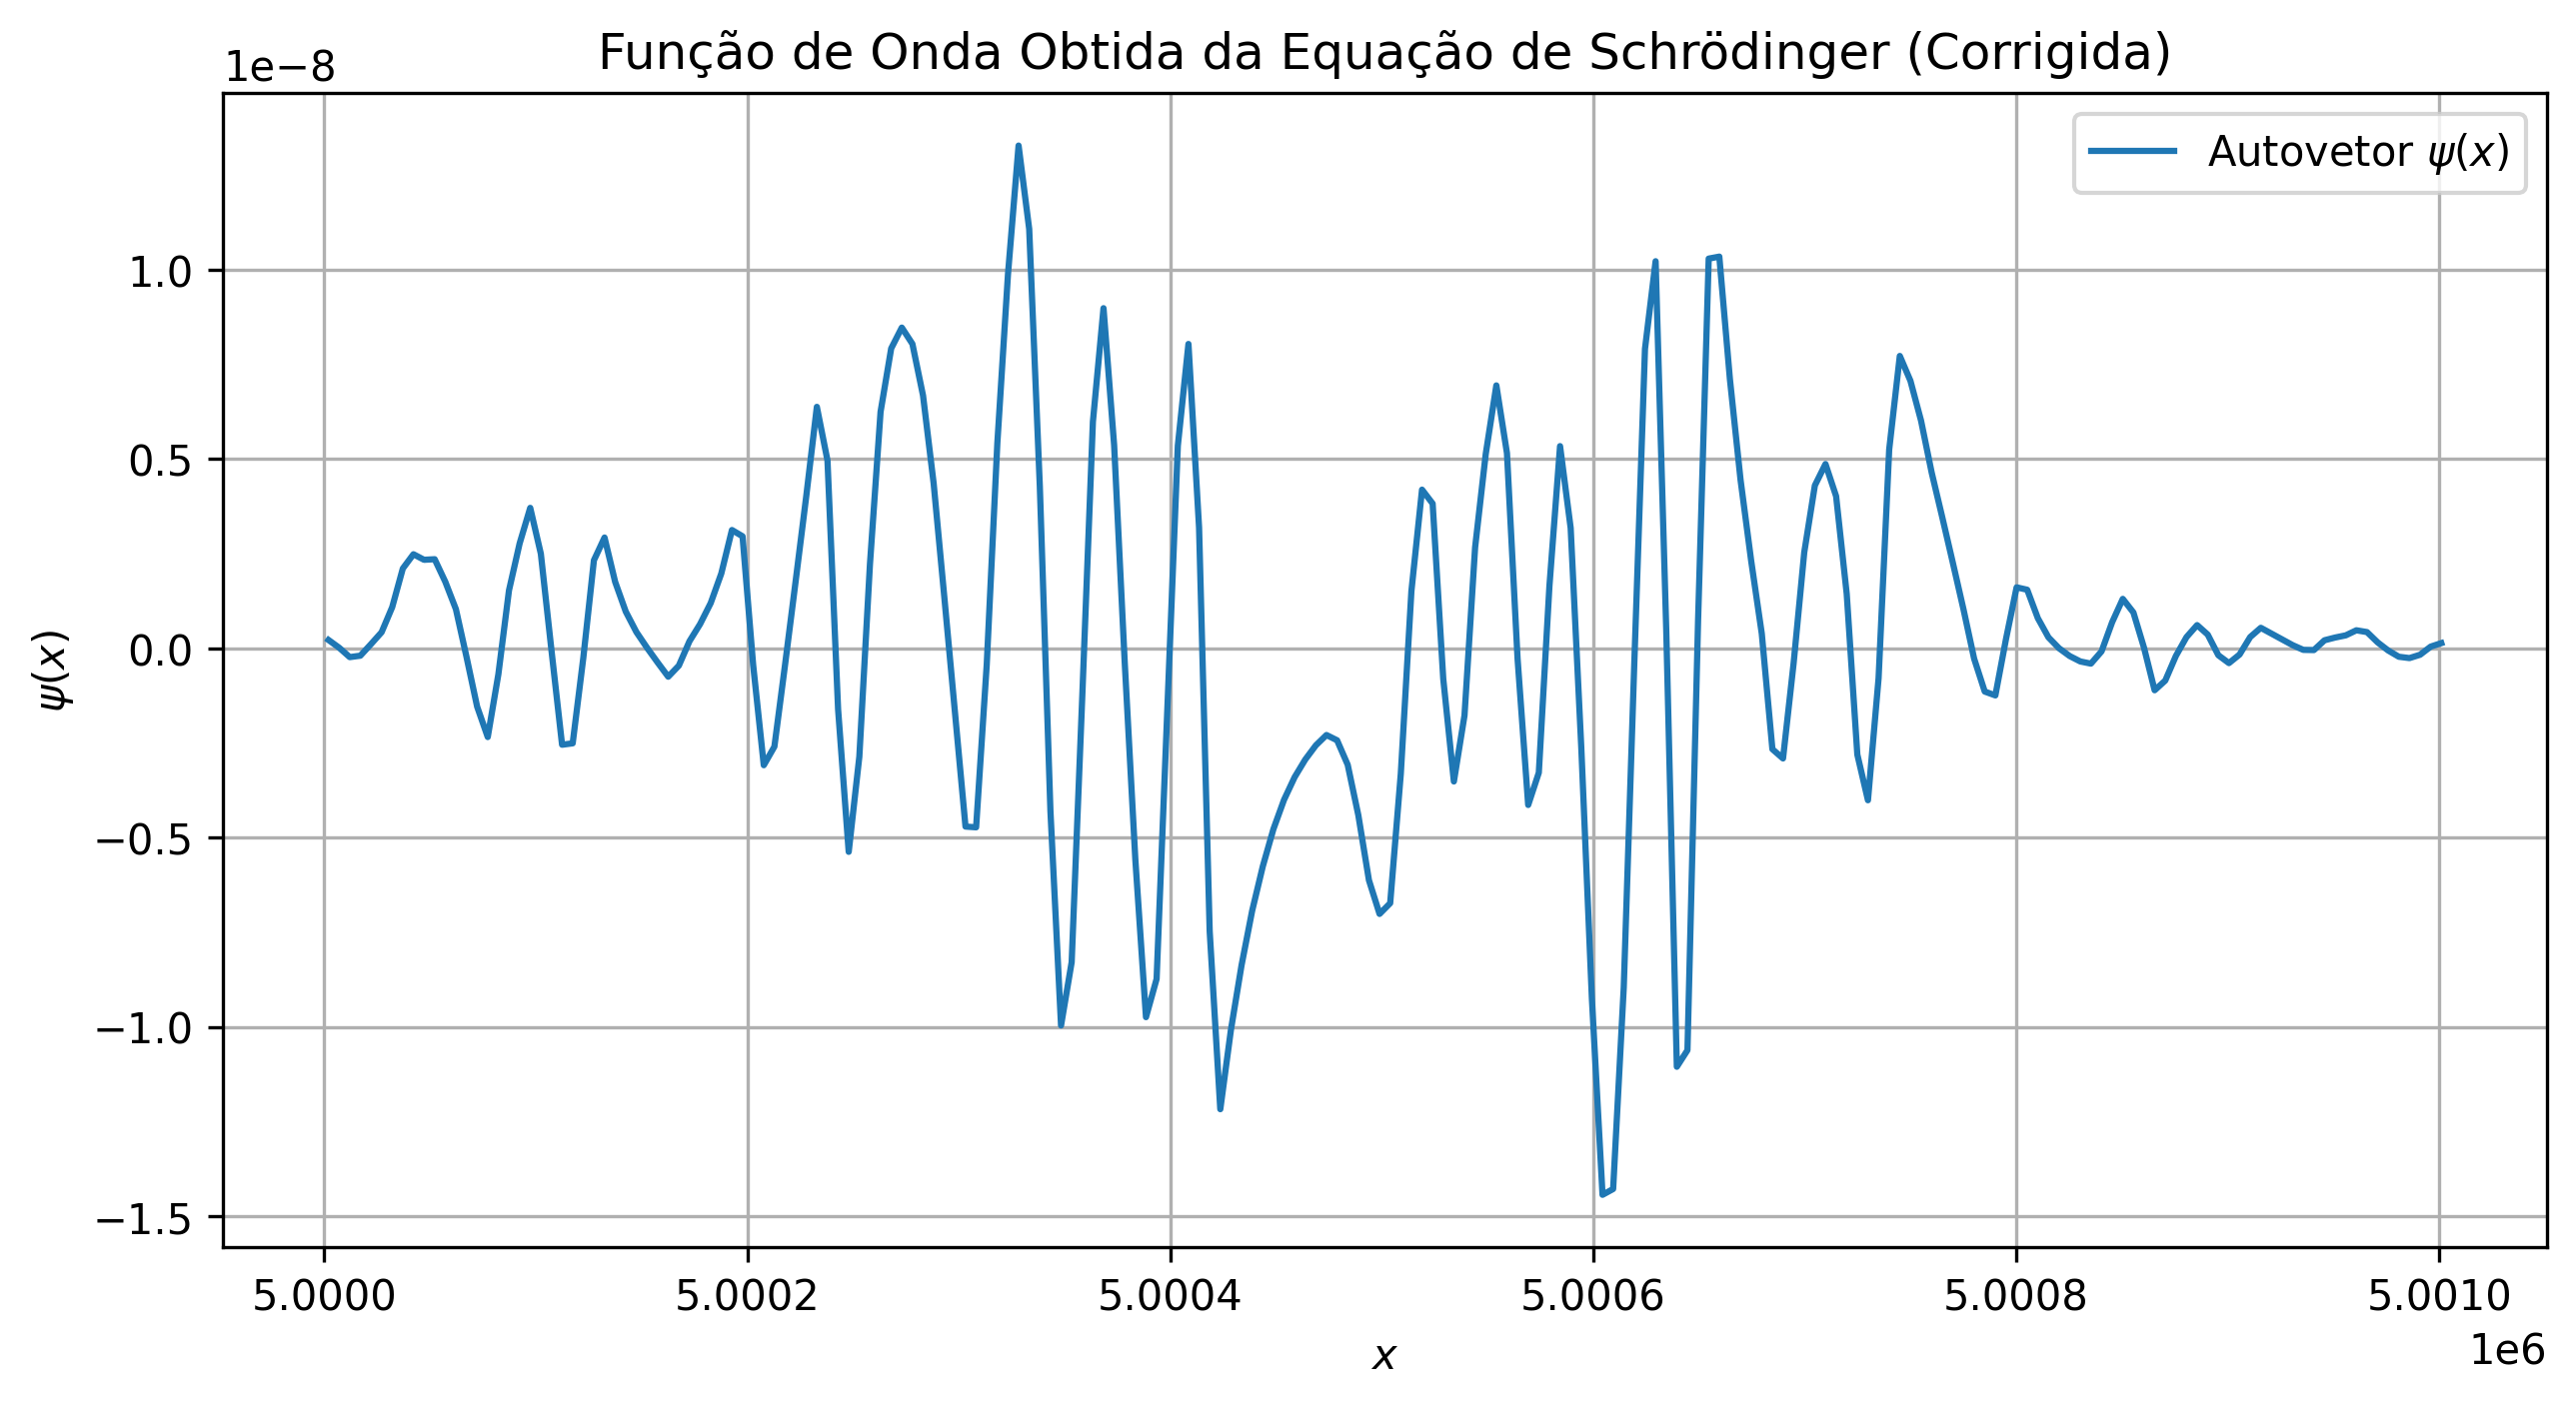 Função de Onda Obtida da Equação de Schrödinger (Corrigida)
1e−8
Autovetor ψ(x)
1.0
0.5
0.0
−0.5
−1.0
−1.5
ψ(x)
5.0000 5.0002 5.0004 5.0006 5.0008 5.0010
1e6
x